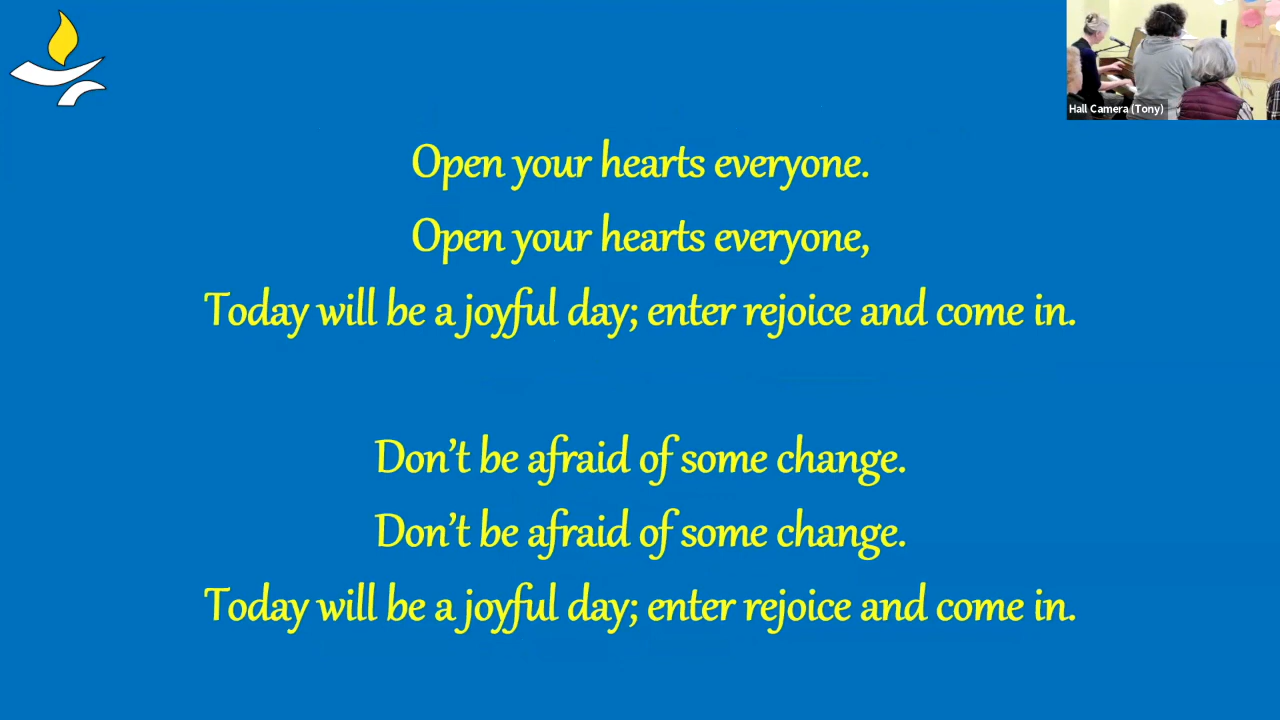 Hall Camera (Tony)
Open your hearts everyone.
Open your hearts everyone,
Today will be a joyful day; enter rejoice and come in.
Don't be afraid of some change.
Don't be afraid of some change.
Today will be a joyful day; enter rejoice and come in.